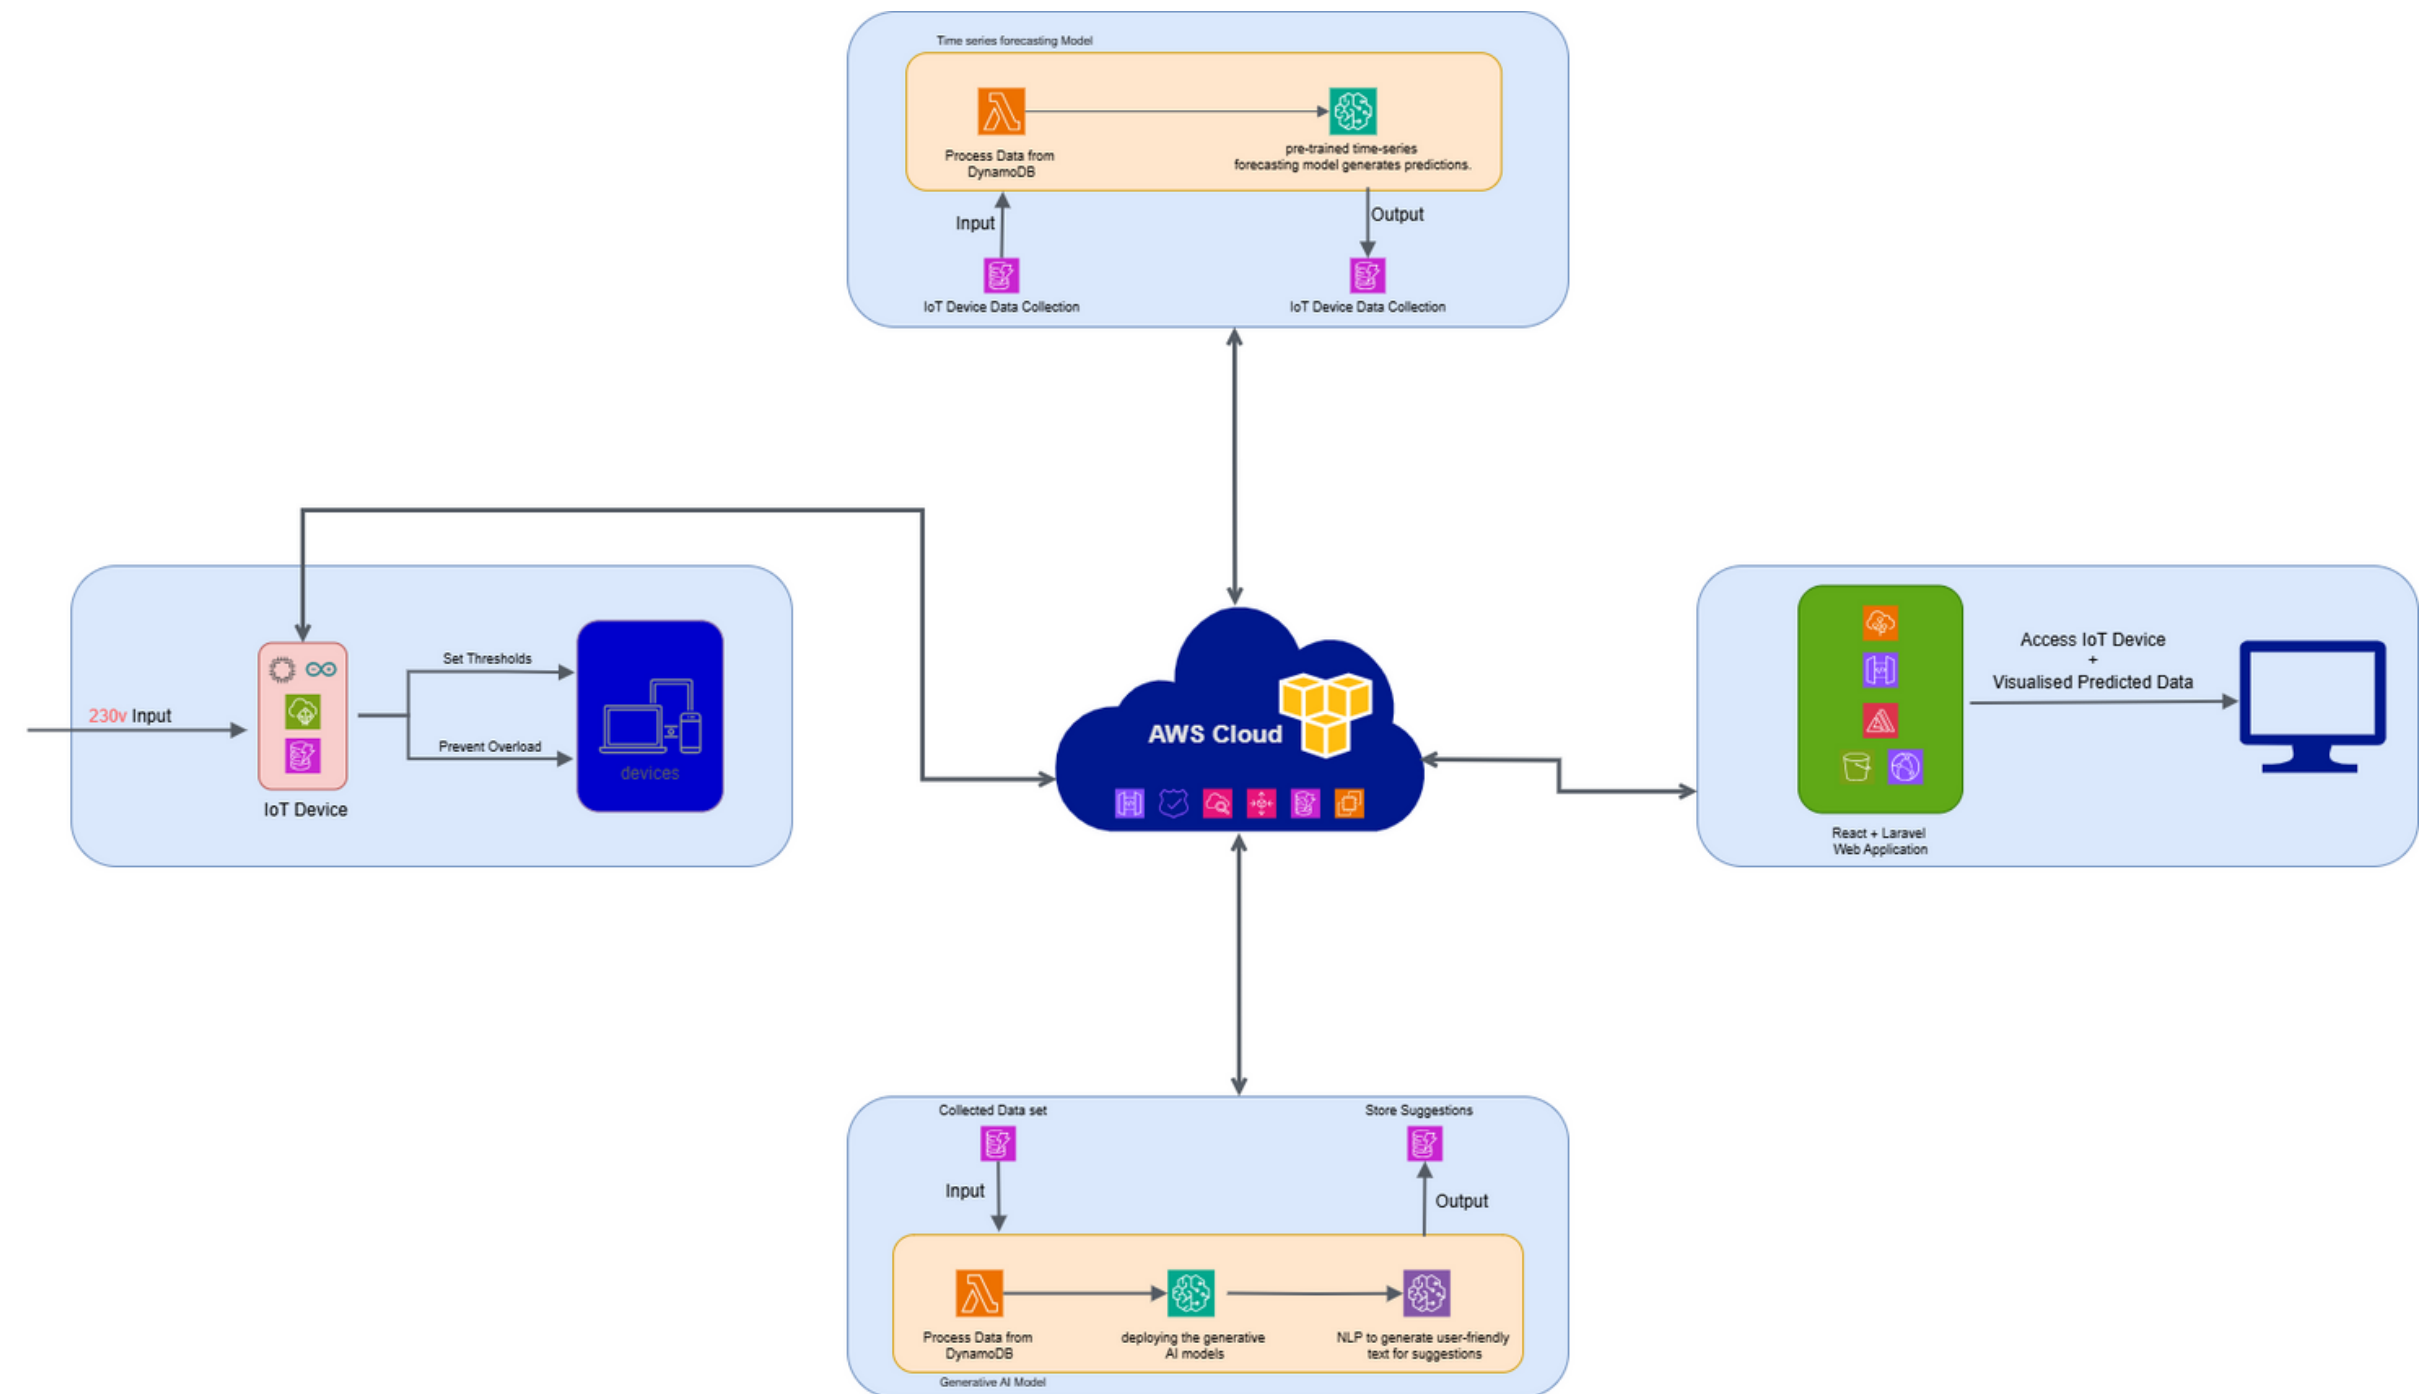 Time series forecasting Model
Process Data from
DynamoDB
pre-trained time-series
forecasting model generates predictions.
Input
Output
IoT Device Data Collection
IoT Device Data Collection
230v Input
IoT Device
Set Thresholds
Prevent Overload
devices
AWS Cloud
React + Laravel
Web Application
Access IoT Device
+
Visualised Predicted Data
Collected Data set
Store Suggestions
Input
Output
Process Data from
DynamoDB
deploying the generative
AI models
NLP to generate user-friendly
text for suggestions
Generative AI Model